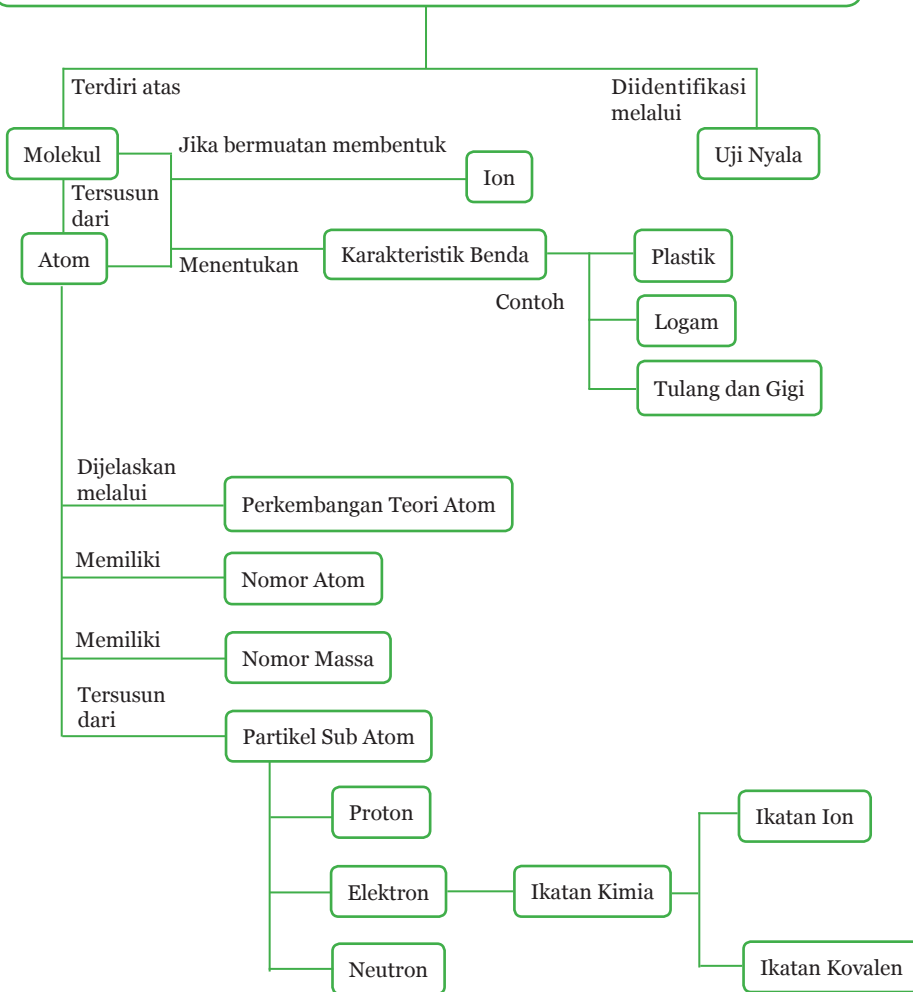 Terdiri atas
Diidentifikasi
melalui
Molekul
Jika bermuatan membentuk
Uji Nyala
Ion
Tersusun
dari
Atom
Menentukan
Karakteristik Benda
Plastik
Contoh
Logam
Tulang dan Gigi
Dijelaskan
melalui
Perkembangan Teori Atom
Memiliki
Nomor Atom
Memiliki
Nomor Massa
Tersusun
dari
Partikel Sub Atom
Proton
Ikatan Ion
Elektron
Ikatan Kimia
Neutron
Ikatan Kovalen